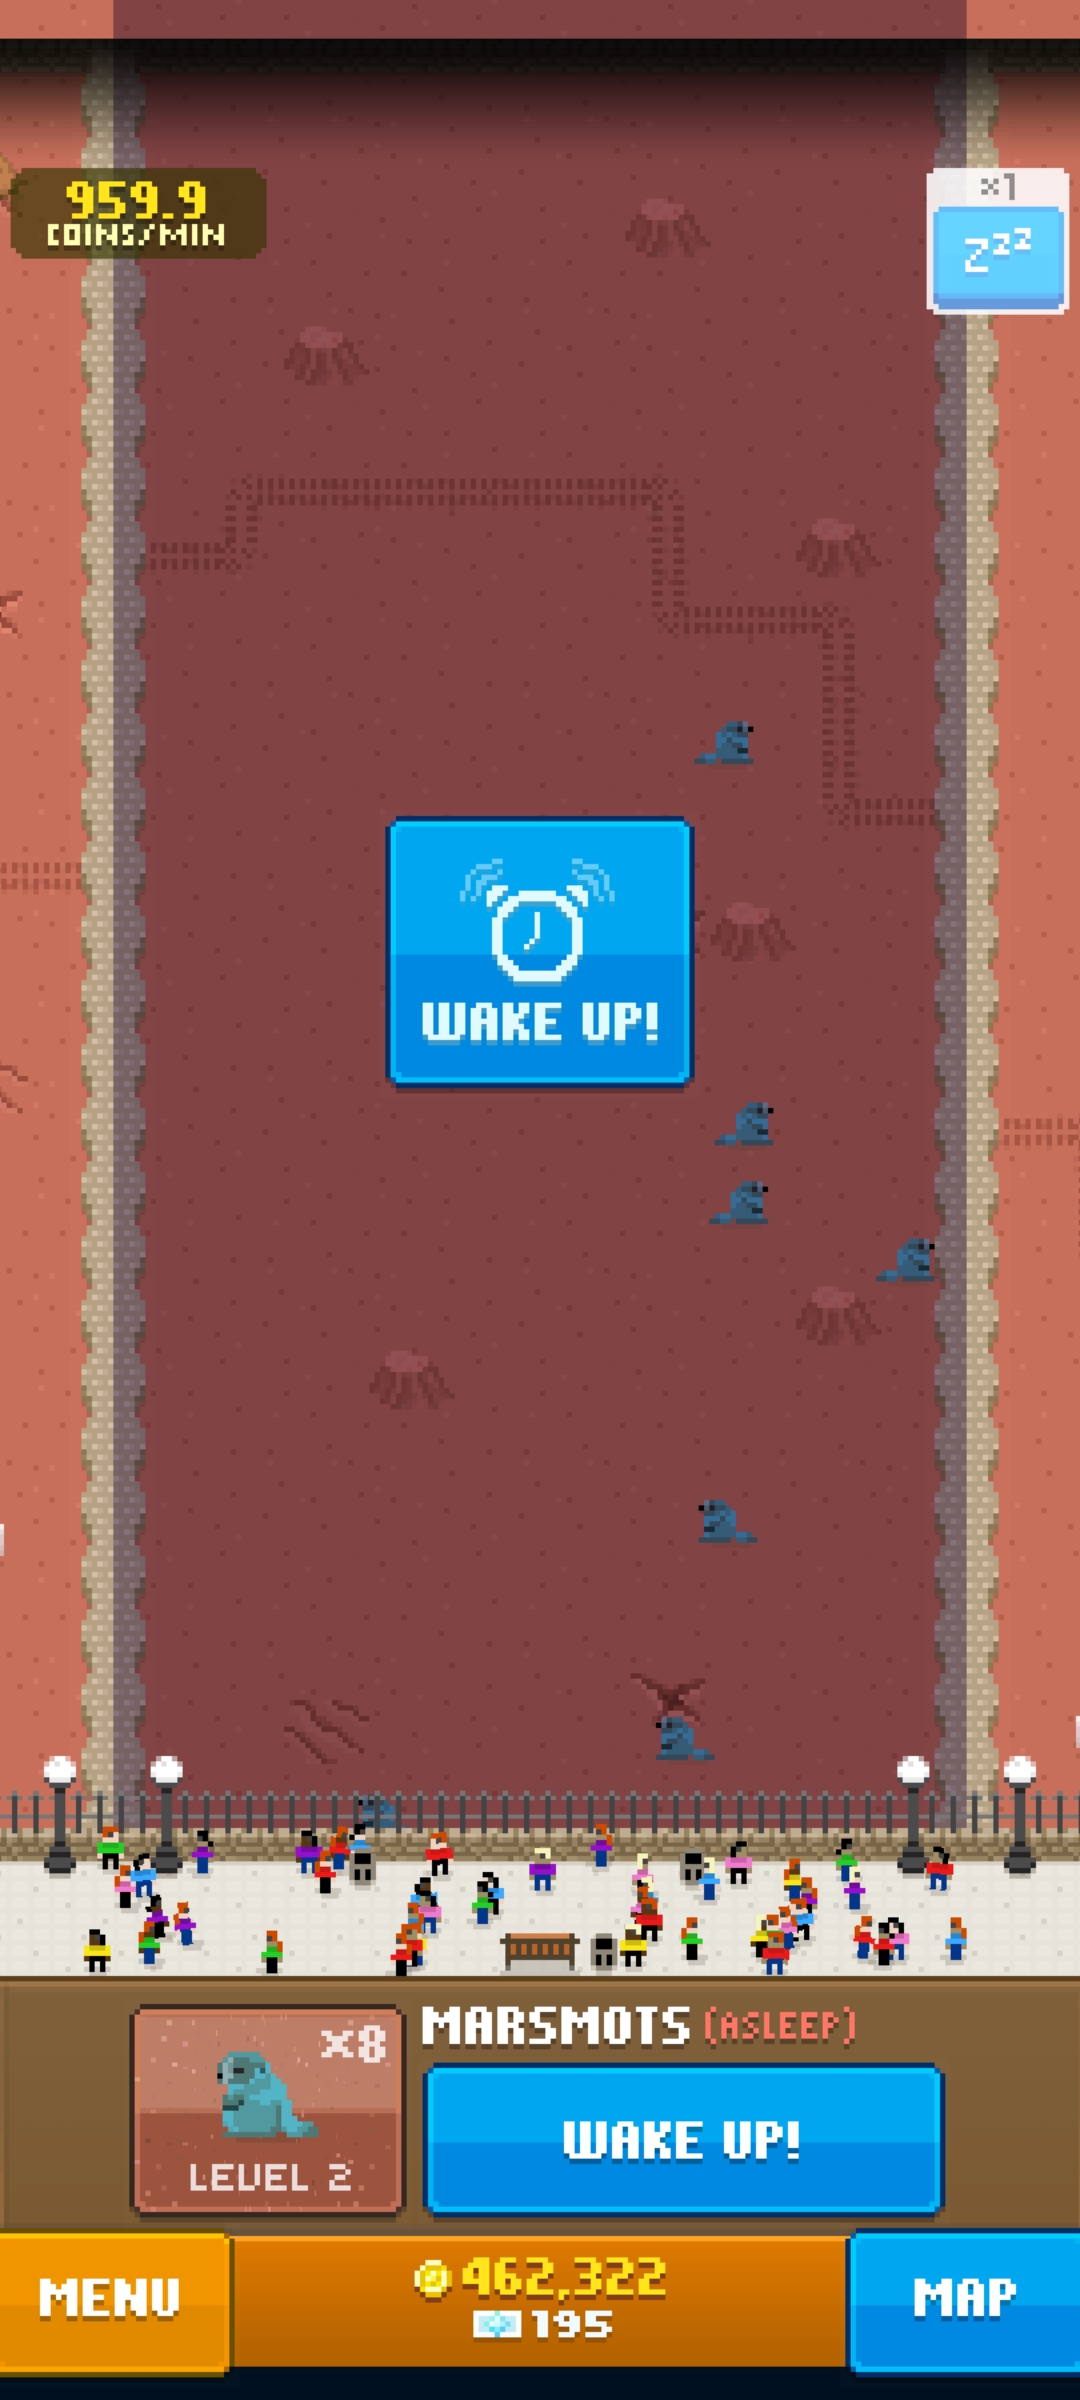 959.9
COINS/MIN
x1
zzz
WAKE UP!
MARSMOTS (ASLEEP)
x8
WAKE UP!
LEVEL 2
MENU
462,322
195
MAP